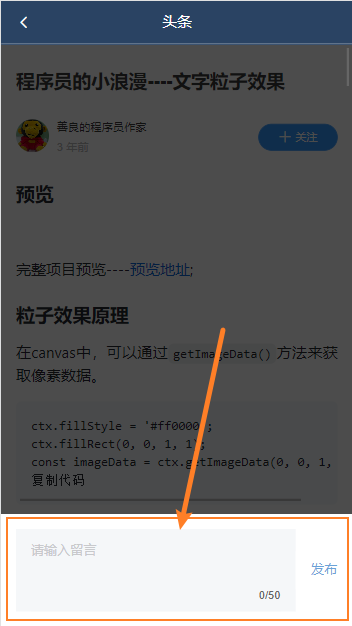 头条
程序员的小浪漫----文字粒子效果
善良的程序员作家
3 年前
+ 关注
预览
完整项目预览----预览地址;
粒子效果原理
在canvas中，可以通过 getImageData() 方法来获
取像素数据。
ctx.fillStyle = '#ff0000';
ctx.fillRect(0, 0, 1, 1);
const imageData = ctx.getImageData(0, 0, 1,
复制代码
请输入留言
发布
0/50